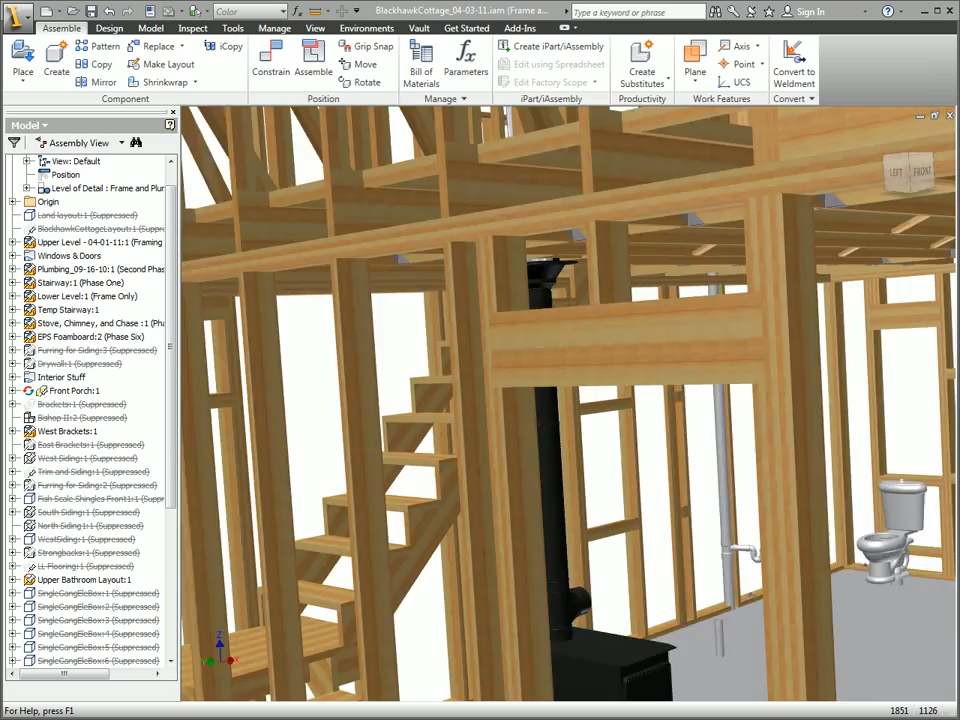 Color
BlackhawkCottage_04-03-11.iam (Frame a...
Type a keyword or phrase
Sign In
Assemble
Design
Model
Inspect
Tools
Manage
View
Environments
Vault
Get Started
Add-Ins
Place
Create
Pattern
Copy
Mirror
Replace
Make Layout
Shrinkwrap
iCopy
Constrain
Assemble
Grip Snap
Move
Rotate
Bill of Materials
Parameters
Create iPart/iAssembly
Edit using Spreadsheet
Edit Factory Scope
Create Substitutes
Plane
Axis
Point
UCS
Convert to Weldment
Component
Position
Manage
iPart/iAssembly
Productivity
Work Features
Convert
Model
Assembly View
View: Default
Position
Level of Detail : Frame and Plur
Origin
Land layout:1 (Suppressed)
BlackhawkCottageLayout:1 (Supp
Upper Level - 04-01-11:1 (Framing
Windows & Doors
Plumbing_09-16-10:1 (Second Phas
Stairway:1 (Phase One)
Lower Level:1 (Frame Only)
Temp Stairway:1
Stove, Chimney, and Chase :1 (Pha
EPS Foamboard:2 (Phase Six)
Furring for Siding:3 (Suppressed)
Drywall:1 (Suppressed)
Interior Stuff
Front Porch:1
Brackets:1 (Suppressed)
Bishop II:2 (Suppressed)
West Brackets:1
East Brackets:1 (Suppressed)
West Siding:1 (Suppressed)
Trim and Siding:1 (Suppressed)
Furring for Siding:2 (Suppressed)
Fish Scale Shingles Front1:1 (Suppr
South Siding:1 (Suppressed)
North Siding1:1 (Suppressed)
WestSiding:1 (Suppressed)
Strongbacks:1 (Suppressed)
LL Flooring:1 (Suppressed)
Upper Bathroom Layout:1
SingleGangEleBox:1 (Suppressed)
SingleGangEleBox:2 (Suppressed)
SingleGangEleBox:3 (Suppressed)
SingleGangEleBox:4 (Suppressed)
SingleGangEleBox:5 (Suppressed)
SingleGangEleBox:6 (Suppressed)
LEFT
FRONT
Z
For Help, press F1
1851
1126